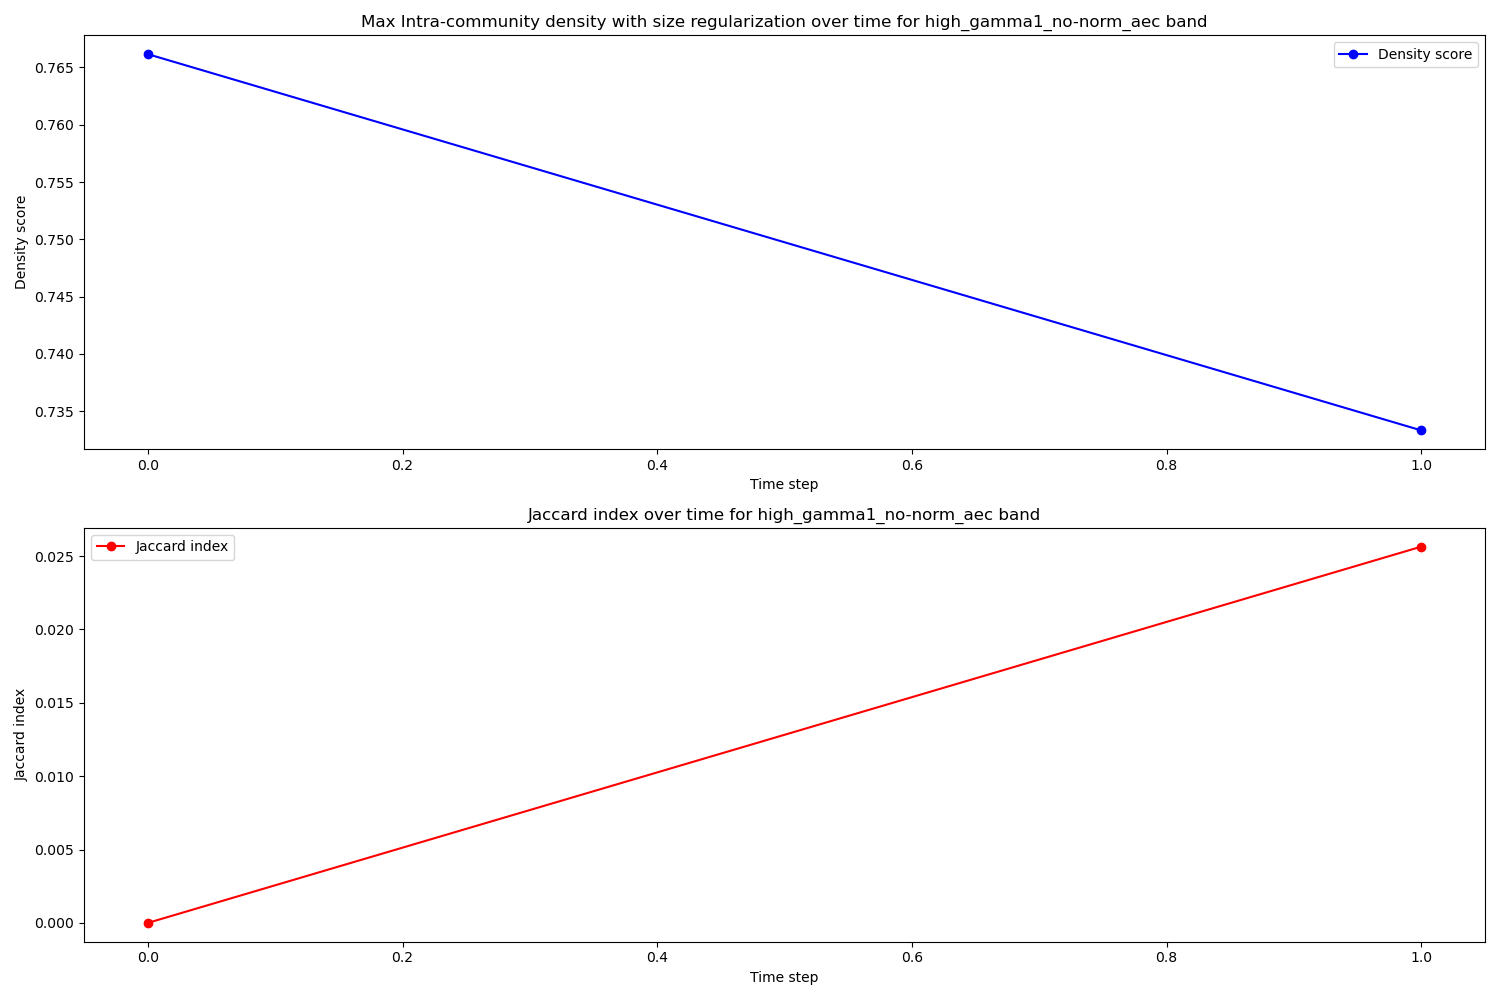 Max Intra-community density with size regularization over time for high_gamma1_no-norm_aec band
Density score
0.765
0.760
0.755
0.750
0.745
0.740
0.735
Density score
0.0 0.2 0.4 0.6 0.8 1.0
Time step
Jaccard index over time for high_gamma1_no-norm_aec band
Jaccard index
0.025
0.020
0.015
0.010
0.005
0.000
Jaccard index
0.0 0.2 0.4 0.6 0.8 1.0
Time step